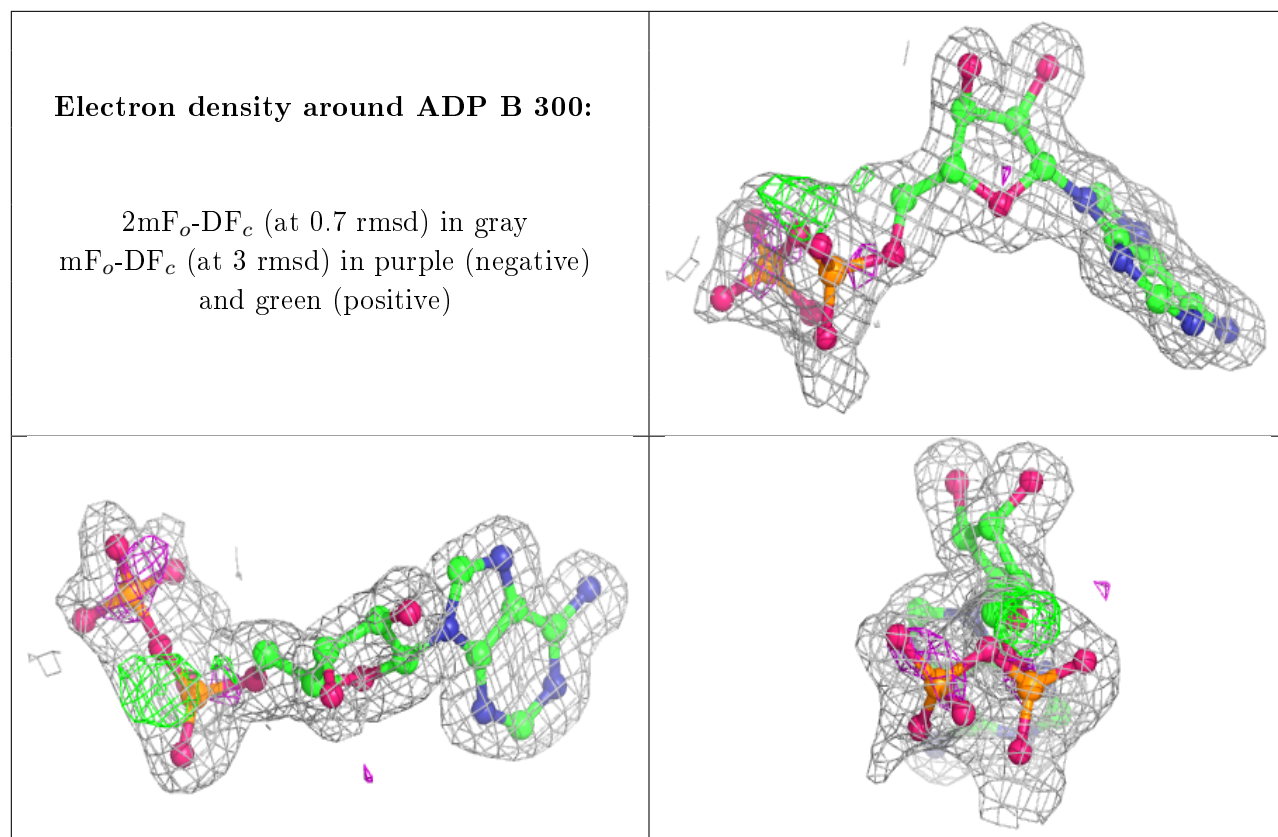 Electron density around ADP B 300:
2mFₒ-DF𝒸 (at 0.7 rmsd) in gray
mFₒ-DF𝒸 (at 3 rmsd) in purple (negative)
and green (positive)